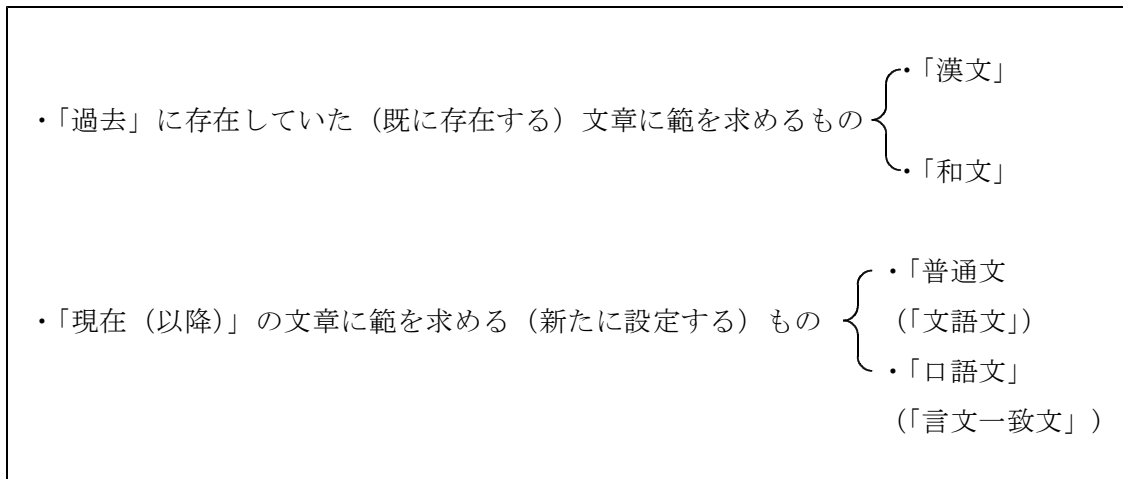 ・「漢文」
・「過去」に存在していた（既に存在する）文章に範を求めるもの
・「和文」
・「普通文
・「現在（以降）」の文章に範を求める（新たに設定する）もの
（「文語文」）
・「口語文」
（「言文一致文」）